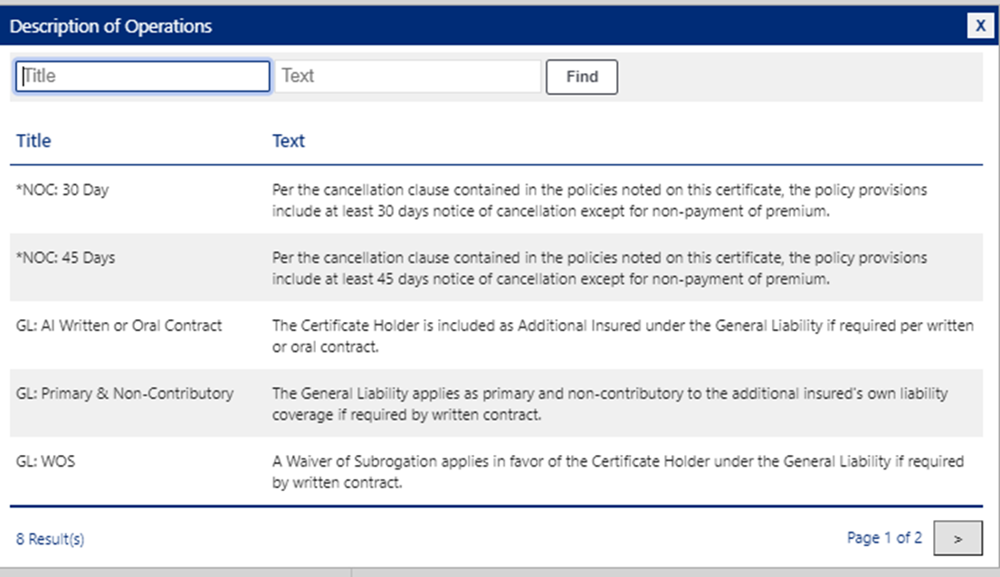 Description of Operations
X
Title
Text
Find
Title
Text
*NOC: 30 Day
Per the cancellation clause contained in the policies noted on this certificate, the policy provisions
include at least 30 days notice of cancellation except for non-payment of premium.
*NOC: 45 Days
Per the cancellation clause contained in the policies noted on this certificate, the policy provisions
include at least 45 days notice of cancellation except for non-payment of premium.
GL: AI Written or Oral Contract
The Certificate Holder is included as Additional Insured under the General Liability if required per written
or oral contract.
GL: Primary & Non-Contributory
The General Liability applies as primary and non-contributory to the additional insured's own liability
coverage if required by written contract.
GL: WOS
A Waiver of Subrogation applies in favor of the Certificate Holder under the General Liability if required
by written contract.
8 Result(s)
Page 1 of 2
>